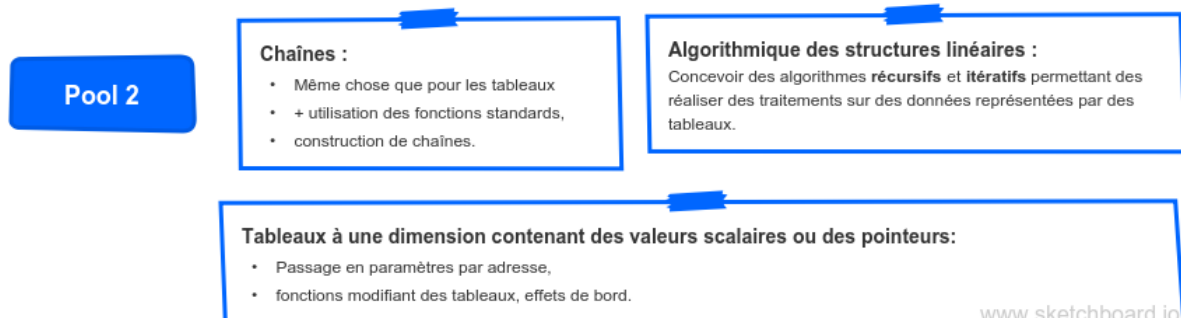 Pool 2
Chaînes :
• Même chose que pour les tableaux
• + utilisation des fonctions standards,
• construction de chaînes.
Algorithmique des structures linéaires :
Concevoir des algorithmes récursifs et itératifs permettant des
réaliser des traitements sur des données représentées par des
tableaux.
Tableaux à une dimension contenant des valeurs scalaires ou des pointeurs:
• Passage en paramètres par adresse,
• fonctions modifiant des tableaux, effets de bord.
www.sketchboard.io